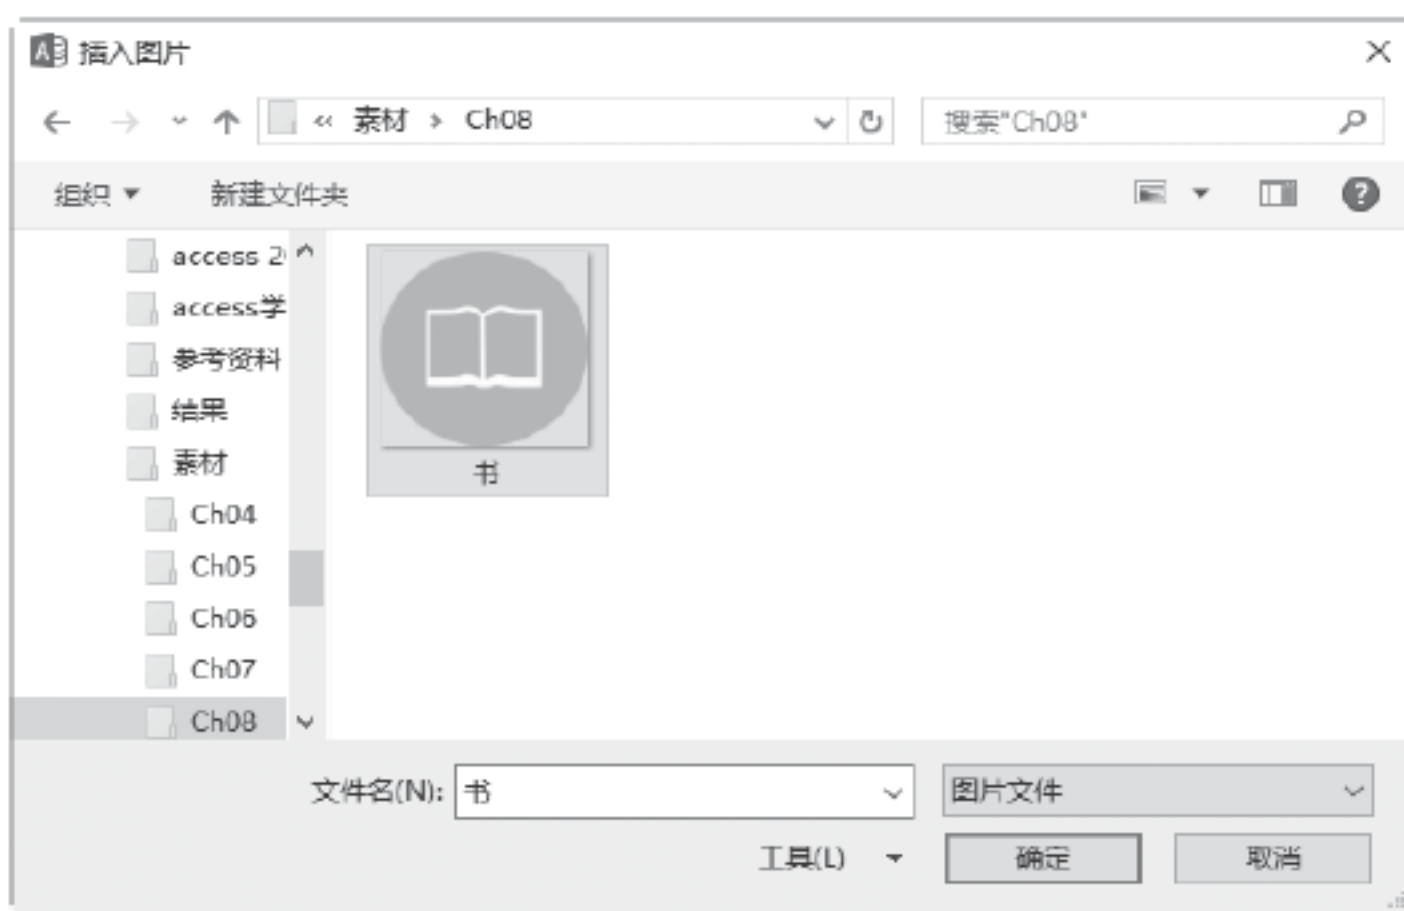 插入图片
« 素材 › Ch08
搜索"Ch08"
组织 新建文件夹
access 2
access学
参考资料
结果
素材
Ch04
Ch05
Ch06
Ch07
Ch08
书
文件名(N): 书
图片文件
工具(L) 确定 取消